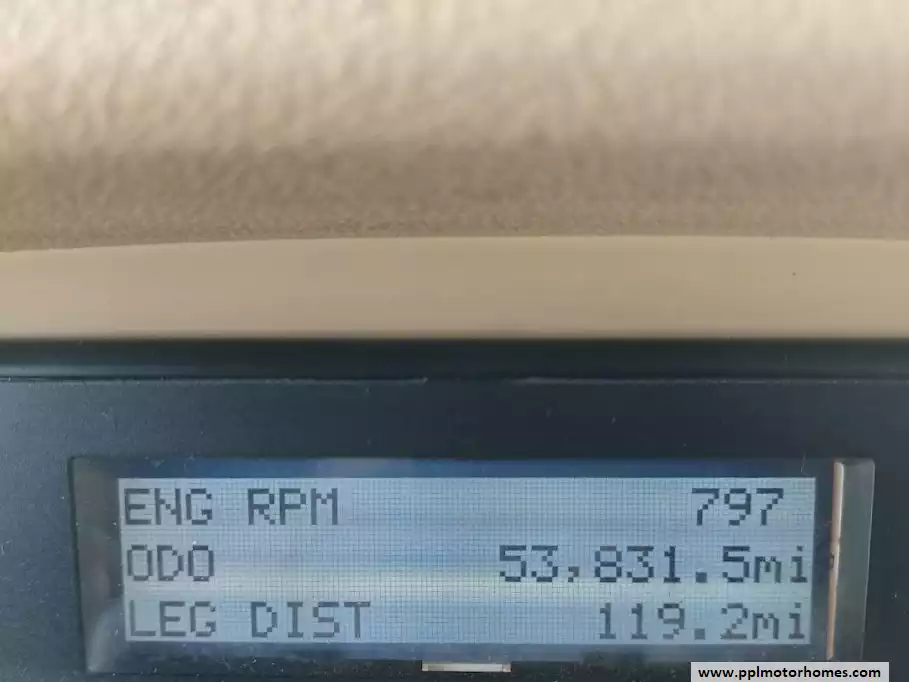 ENG RPM 797
ODO 53,831.5mi
LEG DIST 119.2mi
www.pplmotorhomes.com